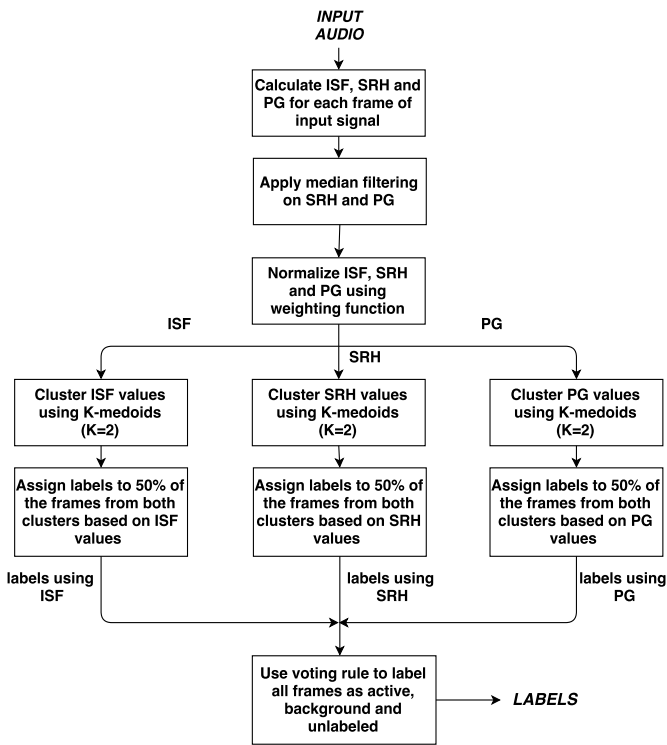 INPUT
AUDIO
Calculate ISF, SRH and
PG for each frame of
input signal
Apply median filtering
on SRH and PG
Normalize ISF, SRH
and PG using
weighting function
ISF
SRH
PG
Cluster ISF values
using K-medoids
(K=2)
Cluster SRH values
using K-medoids
(K=2)
Cluster PG values
using K-medoids
(K=2)
Assign labels to 50% of
the frames from both
clusters based on ISF
values
Assign labels to 50% of
the frames from both
clusters based on SRH
values
Assign labels to 50% of
the frames from both
clusters based on PG
values
labels using
ISF
labels using
SRH
labels using
PG
Use voting rule to label
all frames as active,
background and
unlabeled
LABELS